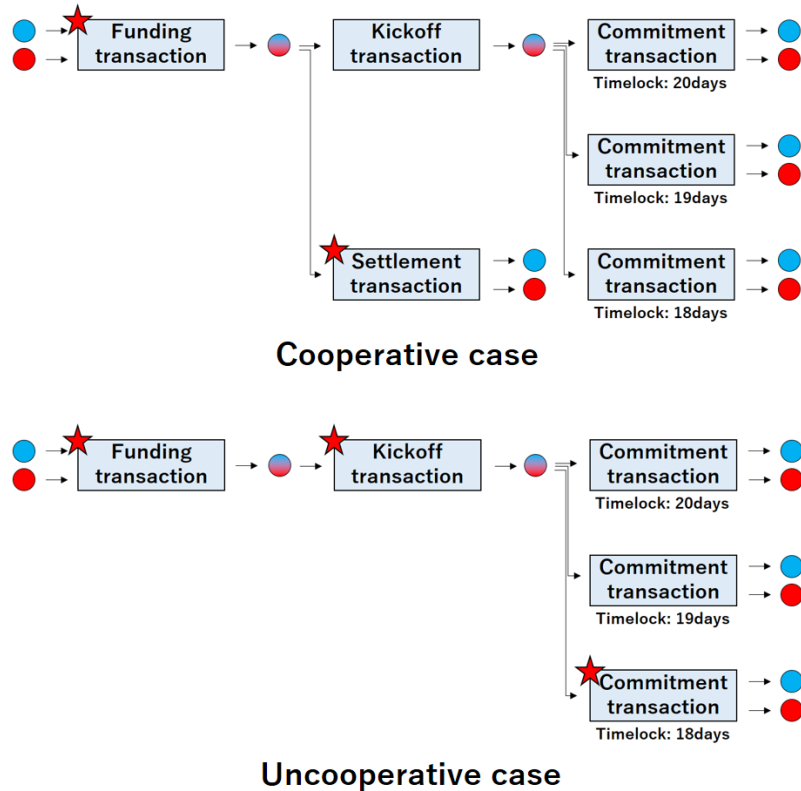 Funding
transaction
Kickoff
transaction
Commitment
transaction
Timelock: 20days
Commitment
transaction
Timelock: 19days
Settlement
transaction
Commitment
transaction
Timelock: 18days
Cooperative case
Funding
transaction
Kickoff
transaction
Commitment
transaction
Timelock: 20days
Commitment
transaction
Timelock: 19days
Commitment
transaction
Timelock: 18days
Uncooperative case